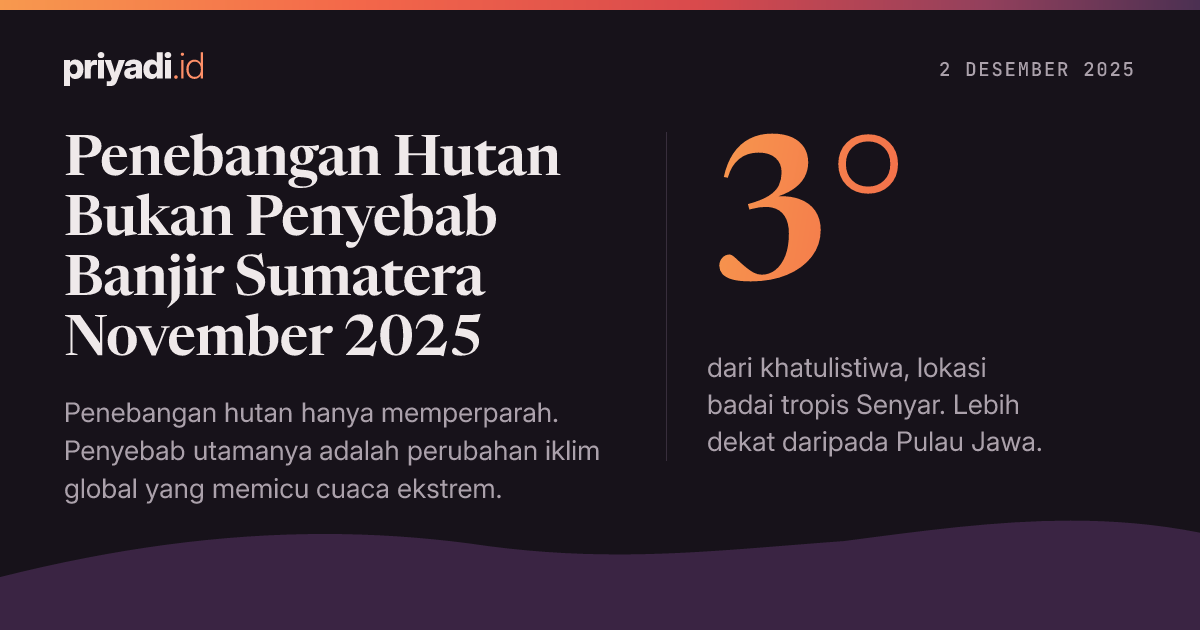 priyadi.id
2 DESEMBER 2025
Penebangan Hutan
Bukan Penyebab
Banjir Sumatera
November 2025
Penebangan hutan hanya memperparah.
Penyebab utamanya adalah perubahan iklim
global yang memicu cuaca ekstrem.
3°
dari khatulistiwa, lokasi
badai tropis Senyar. Lebih
dekat daripada Pulau Jawa.